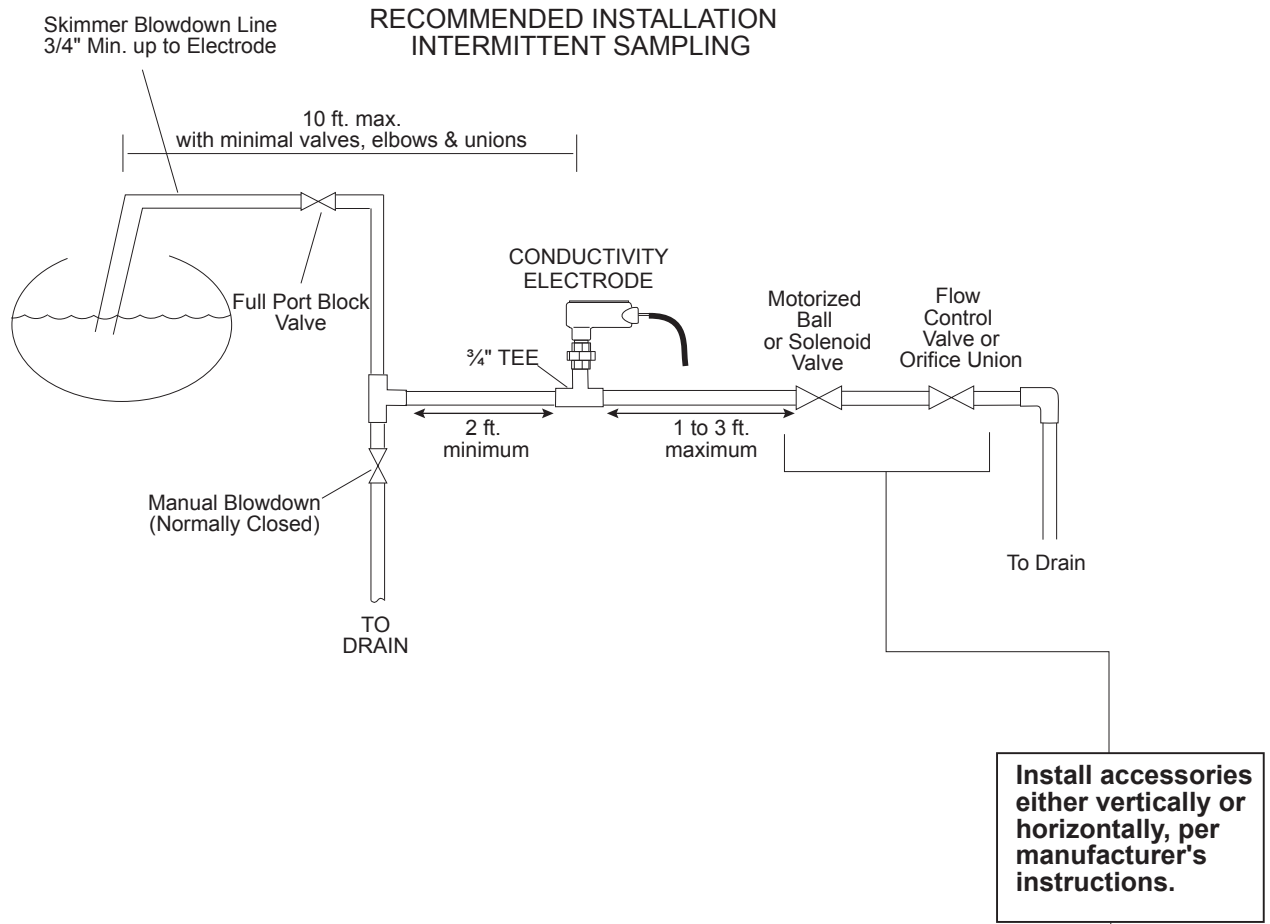 RECOMMENDED INSTALLATION
INTERMITTENT SAMPLING
Skimmer Blowdown Line
3/4" Min. up to Electrode
10 ft. max.
with minimal valves, elbows & unions
Full Port Block
Valve
CONDUCTIVITY
ELECTRODE
¾" TEE
Motorized
Ball
or Solenoid
Valve
Flow
Control
Valve or
Orifice Union
2 ft.
minimum
1 to 3 ft.
maximum
Manual Blowdown
(Normally Closed)
To Drain
TO
DRAIN
Install accessories
either vertically or
horizontally, per
manufacturer's
instructions.